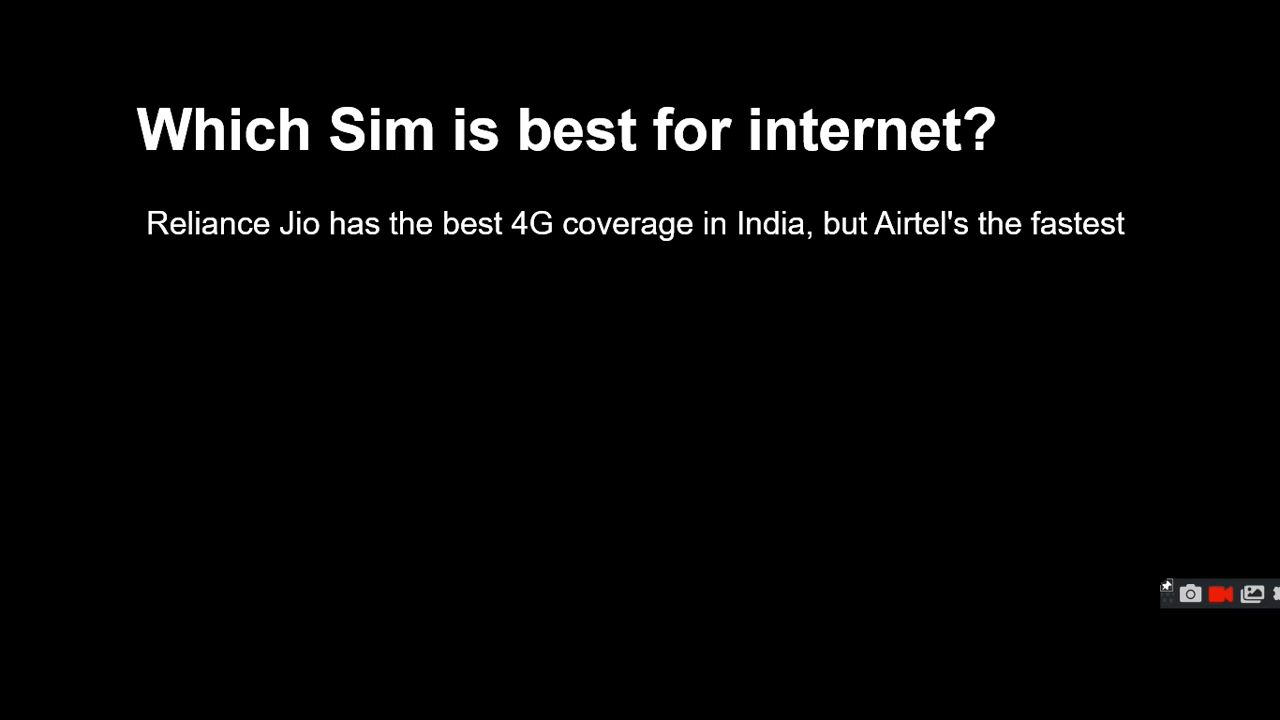 Which Sim is best for internet?
Reliance Jio has the best 4G coverage in India, but Airtel's the fastest